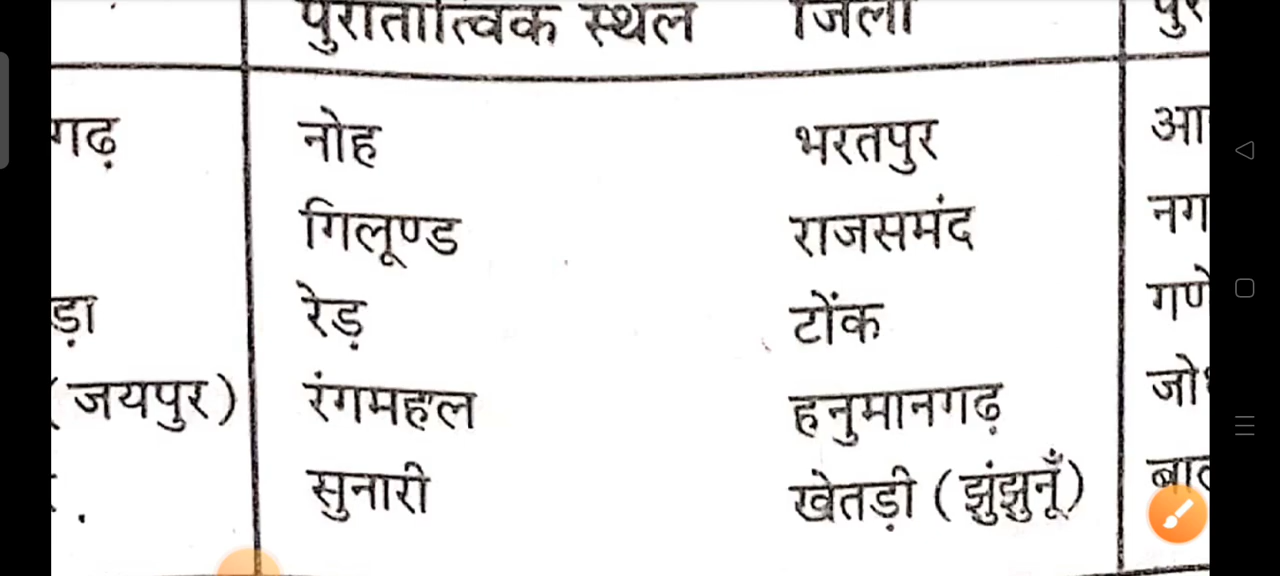 पुरातात्विक स्थल जिला पुर
गढ़ नोह भरतपुर आ
गिलूण्ड राजसमंद नग
ड़ा रेड़ टोंक गणे
(जयपुर) रंगमहल हनुमानगढ़ जो
सुनारी खेतड़ी (झुंझुनूँ) बाल